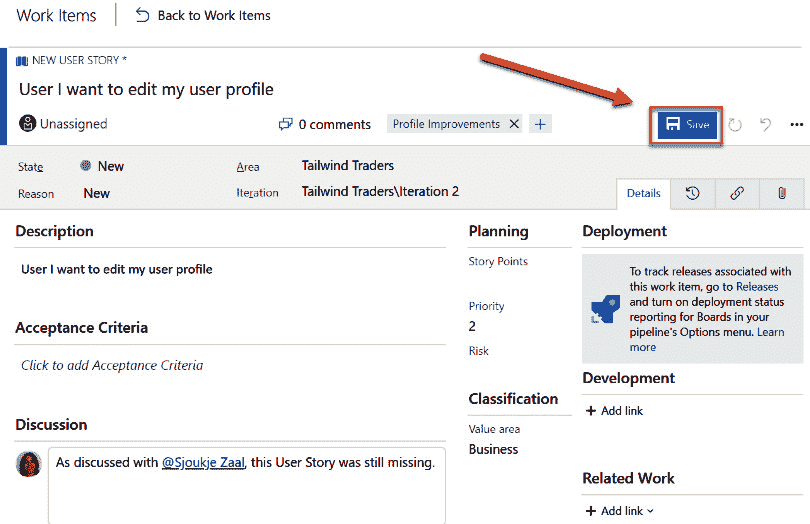 Work Items
Back to Work Items
NEW USER STORY *
User I want to edit my user profile
Unassigned
0 comments
Profile Improvements
Save
State
New
Area
Tailwind Traders
Reason
New
Iteration
Tailwind Traders\Iteration 2
Details
Description
User I want to edit my user profile
Acceptance Criteria
Click to add Acceptance Criteria
Discussion
As discussed with @Sjoukje Zaal, this User Story was still missing.
Planning
Story Points
Priority
2
Risk
Classification
Value area
Business
Deployment
To track releases associated with
this work item, go to Releases
and turn on deployment status
reporting for Boards in your
pipeline's Options menu. Learn
more
Development
+ Add link
Related Work
+ Add link